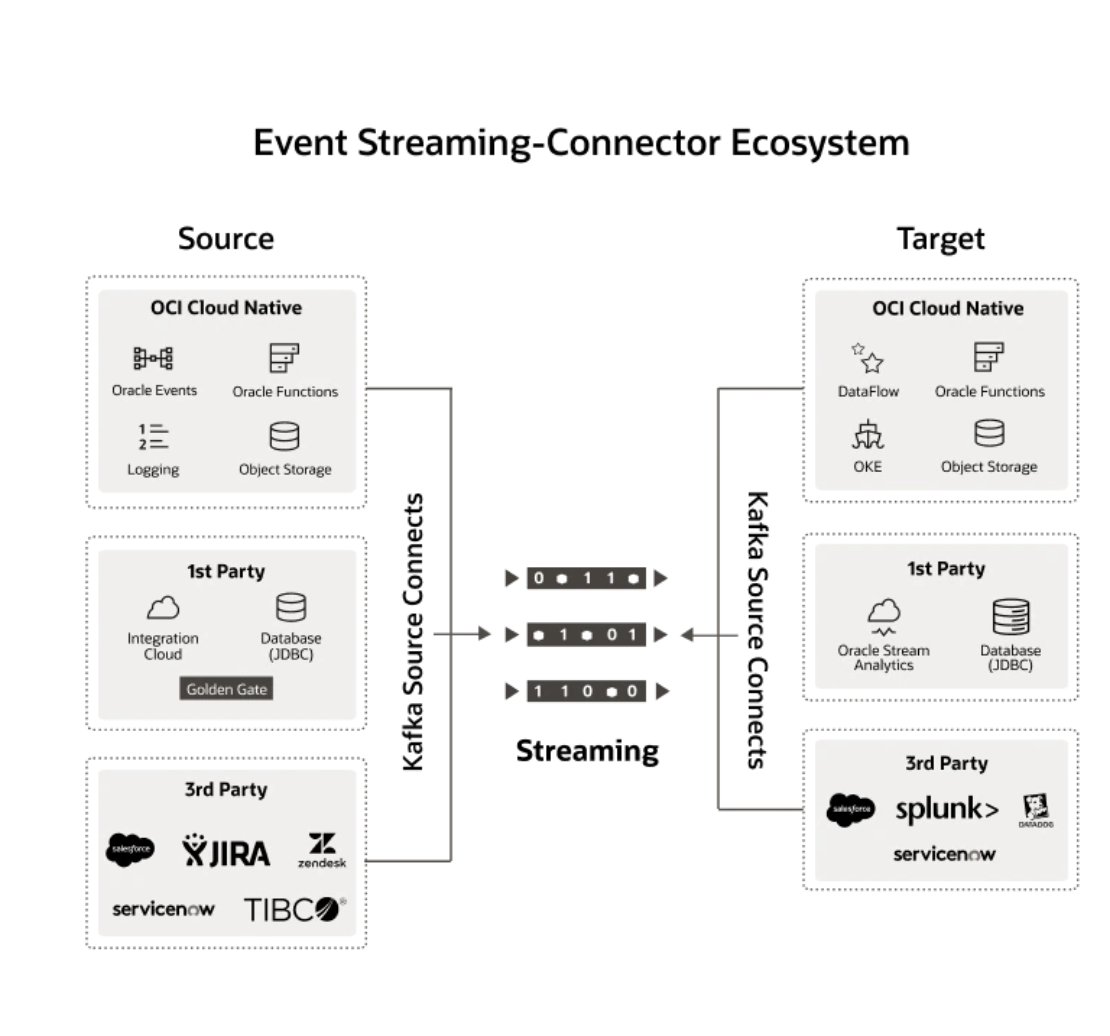 Event Streaming-Connector Ecosystem
Source
OCI Cloud Native
Oracle Events
Oracle Functions
1
2
Logging
Object Storage
1st Party
Integration
Cloud
Database
(JDBC)
Golden Gate
3rd Party
salesforce
JIRA
zendesk
servicenow
TIBCO®
Kafka Source Connects
0 1 1
1 0 1
1 1 0 0
Streaming
Kafka Source Connects
Target
OCI Cloud Native
DataFlow
Oracle Functions
OKE
Object Storage
1st Party
Oracle Stream
Analytics
Database
(JDBC)
3rd Party
salesforce
splunk>
DATADOG
servicenow